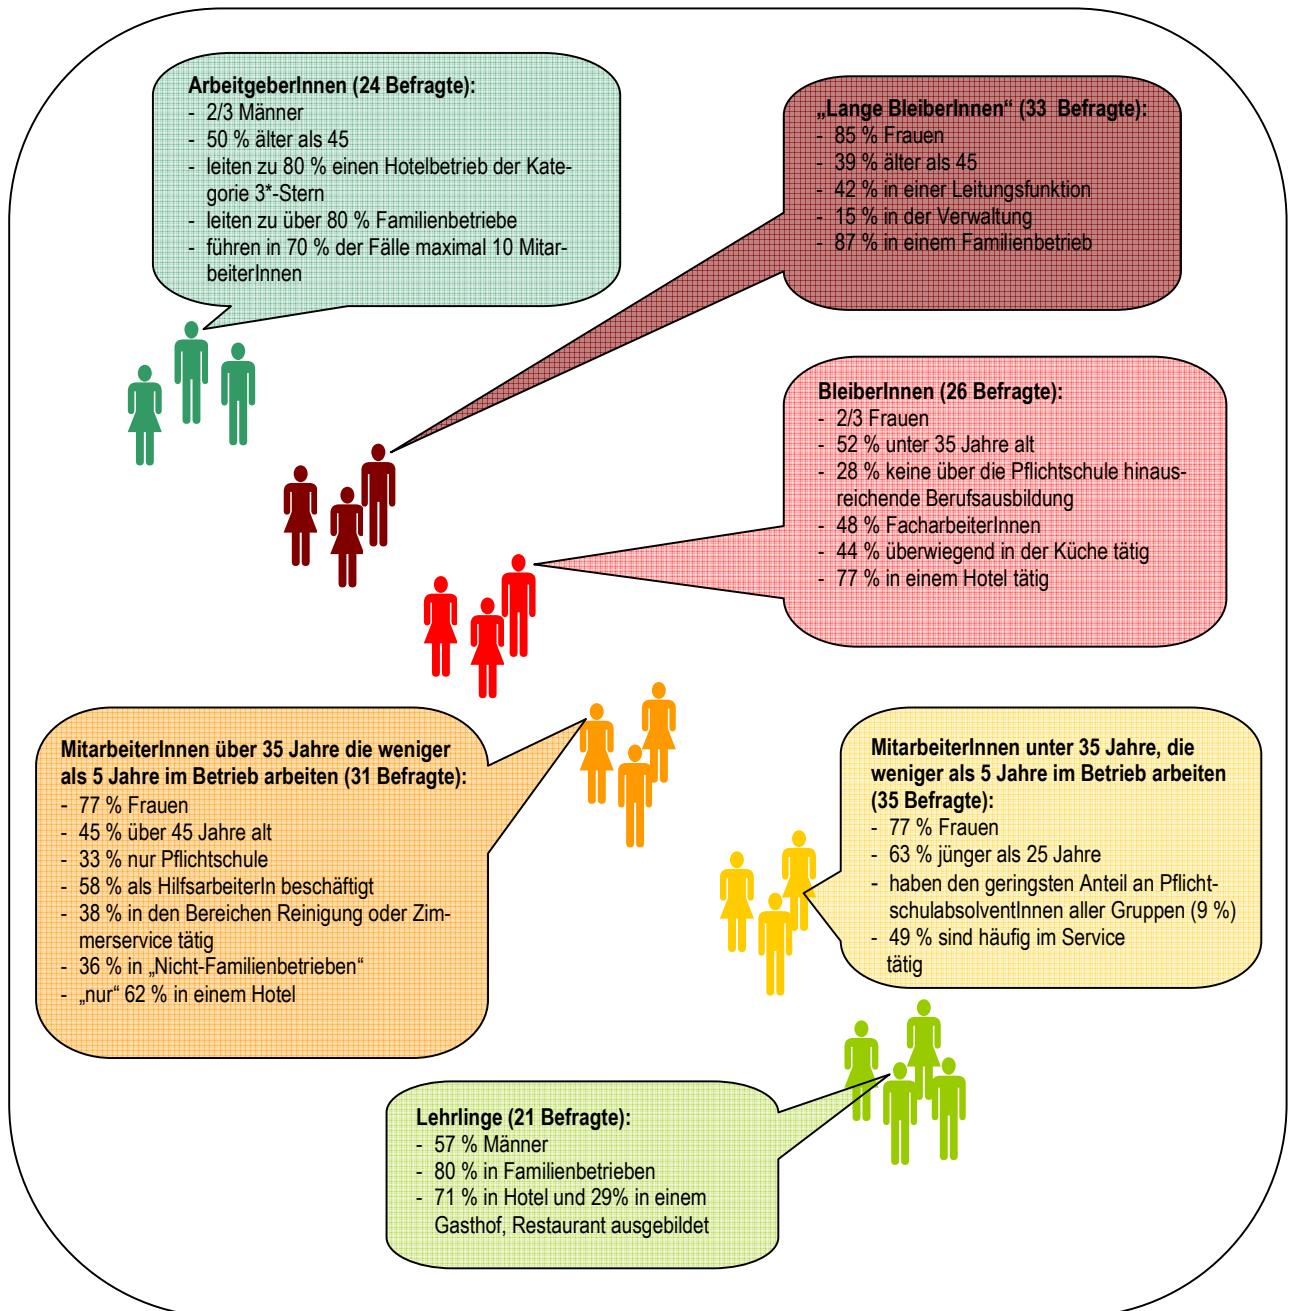 ArbeitgeberInnen (24 Befragte):
- 2/3 Männer
- 50 % älter als 45
- leiten zu 80 % einen Hotelbetrieb der Kate-
gorie 3*-Stern
- leiten zu über 80 % Familienbetriebe
- führen in 70 % der Fälle maximal 10 Mitar-
beiterInnen
„Lange BleiberInnen“ (33 Befragte):
- 85 % Frauen
- 39 % älter als 45
- 42 % in einer Leitungsfunktion
- 15 % in der Verwaltung
- 87 % in einem Familienbetrieb
BleiberInnen (26 Befragte):
- 2/3 Frauen
- 52 % unter 35 Jahre alt
- 28 % keine über die Pflichtschule hinaus-
reichende Berufsausbildung
- 48 % FacharbeiterInnen
- 44 % überwiegend in der Küche tätig
- 77 % in einem Hotel tätig
MitarbeiterInnen über 35 Jahre die weniger
als 5 Jahre im Betrieb arbeiten (31 Befragte):
- 77 % Frauen
- 45 % über 45 Jahre alt
- 33 % nur Pflichtschule
- 58 % als HilfsarbeiterIn beschäftigt
- 38 % in den Bereichen Reinigung oder Zim-
merservice tätig
- 36 % in „Nicht-Familienbetrieben“
- „nur“ 62 % in einem Hotel
MitarbeiterInnen unter 35 Jahre, die
weniger als 5 Jahre im Betrieb arbeiten
(35 Befragte):
- 77 % Frauen
- 63 % jünger als 25 Jahre
- haben den geringsten Anteil an Pflicht-
schulabsolventInnen aller Gruppen (9 %)
- 49 % sind häufig im Service
tätig
Lehrlinge (21 Befragte):
- 57 % Männer
- 80 % in Familienbetrieben
- 71 % in Hotel und 29% in einem
Gasthof, Restaurant ausgebildet